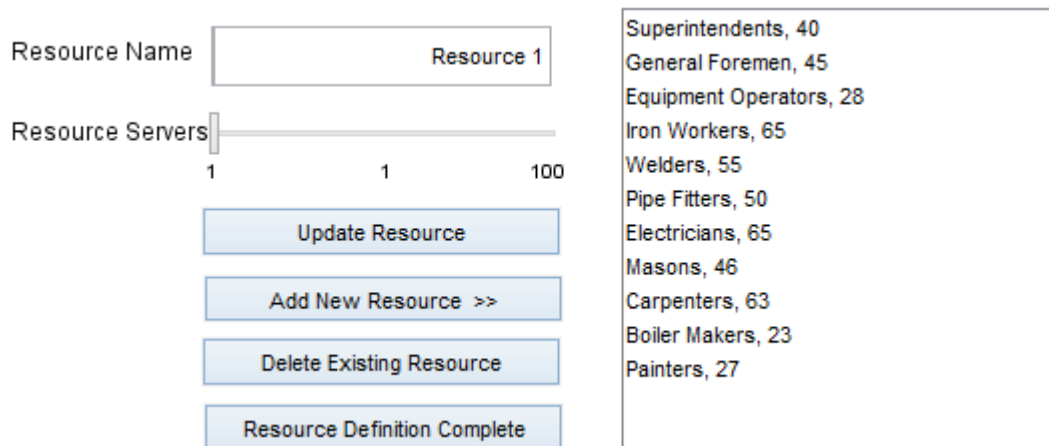 Resource Name
Resource 1
Resource Servers
1 1 100
Update Resource
Add New Resource >>
Delete Existing Resource
Resource Definition Complete
Superintendents, 40
General Foremen, 45
Equipment Operators, 28
Iron Workers, 65
Welders, 55
Pipe Fitters, 50
Electricians, 65
Masons, 46
Carpenters, 63
Boiler Makers, 23
Painters, 27